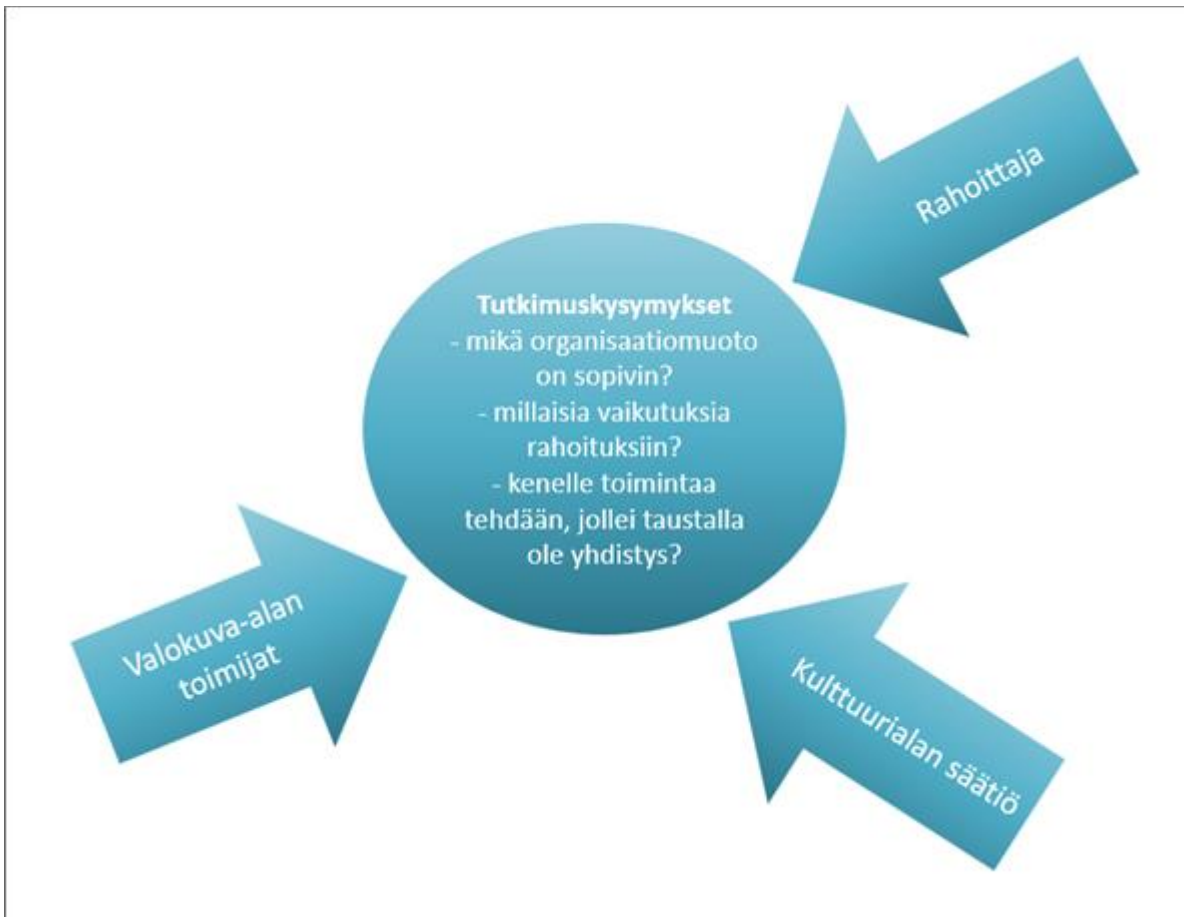 Rahoittaja
Tutkimuskysymykset
- mikä organisaatiomuoto
on sopivin?
- millaisia vaikutuksia
rahoituksiin?
- kenelle toimintaa
tehdään, jollei taustalla
ole yhdistys?
Valokuva-alan
toimijat
Kulttuurialan säätiö